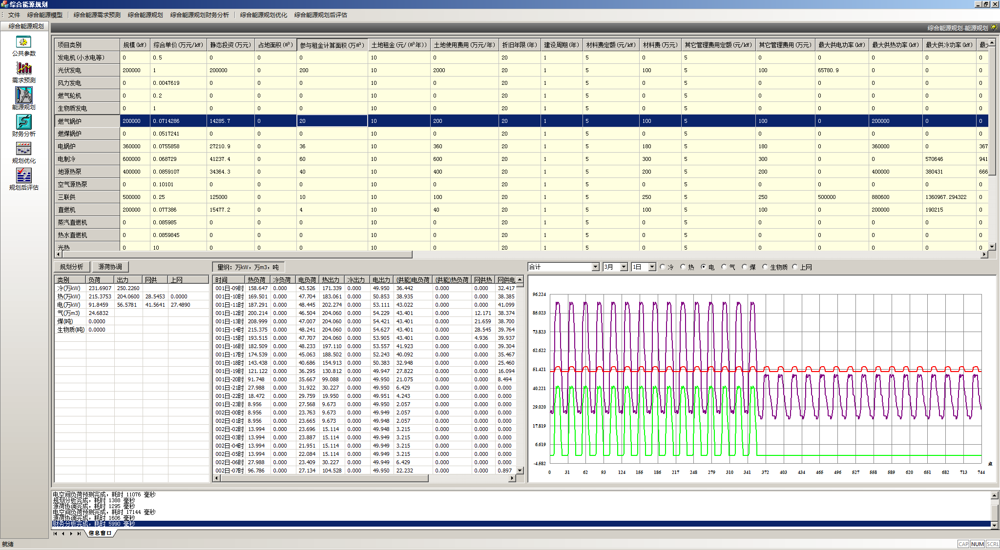 综合能源规划
文件 综合能源模型 综合能源需求预测 综合能源规划 综合能源规划财务分析 综合能源规划优化 综合能源规划后评估
综合能源规划
综合能源规划-能源规划
公共参数
需求预测
能源规划
财务分析
规划优化
规划后评估
项目类别 规模(kW) 综合单价(万元/kW) 静态投资(万元) 占地面积(㎡) 参与租金计算面积(万㎡) 土地租金(元/(㎡年)) 土地使用费用(万元/年) 折旧年限(年) 建设周期(年) 材料费定额(元/kW) 材料费(万元) 其它管理费用定额(元/kW) 其它管理费用(万元) 最大供电功率(kW) 最大供热功率(kW) 最大供冷功率(kW)
发电机(小水电等) 0 0.5 0 0 0 10 0 20 1 5 0 5 0 0 0 0 0
光伏发电 200000 1 200000 0 200 10 2000 20 1 5 100 5 100 65780.9 0 0 0
风力发电 0 0.0047619 0 0 0 10 0 20 1 5 0 5 0 0 0 0 0
燃气轮机 0 0.2 0 0 0 10 0 20 1 5 0 5 0 0 0 0 0
生物质发电 0 1 0 0 0 10 0 20 1 5 0 5 0 0 0 0 0
燃气锅炉 200000 0.0714286 14285.7 0 20 10 200 20 1 5 100 5 100 0 200000 0 0
燃煤锅炉 0 0.0517241 0 0 0 10 0 20 1 5 0 5 0 0 0 0 0
电锅炉 360000 0.0755858 27210.9 0 36 10 360 20 1 5 180 5 180 0 360000 0 367
电制冷 600000 0.068729 41237.4 0 60 10 600 20 1 5 300 5 300 0 0 570646 941
地源热泵 400000 0.0859107 34364.3 0 40 10 400 20 1 5 200 5 200 0 400000 380431 666
空气源热泵 0 0.10101 0 0 0 10 0 20 1 5 0 5 0 0 0 0 0
三联供 500000 0.25 125000 0 10 10 100 20 1 5 250 5 250 500000 880600 1360967.294322 0
直燃机 200000 0.077386 15477.2 0 4 10 40 20 1 5 100 5 100 0 200000 190215 0
蒸汽直燃机 0 0.085985 0 0 0 10 0 20 1 5 0 5 0 0 0 0 0
热水直燃机 0 0.0859845 0 0 0 10 0 20 1 5 0 5 0 0 0 0 0
光热 0 10 0 0 0 10 0 20 1 5 0 5 0 0 0 0 0
规划分析 源荷协调 量纲：万kW，万m3，吨 合计 3月 1日 冷 热 电 气 煤 生物质 上网
类别 负荷 出力 网供 上网
冷(万kW) 231.6907 250.2260
热(万kW) 215.3753 204.0600 28.5453 0.0000
电(万kW) 91.8459 56.5781 41.5641 27.4890
气(万m3) 24.6832
煤(吨) 0.0000
生物质(吨) 0.0000
时间 热负荷 冷负荷 电负荷 热出力 冷出力 电出力 (供能)电负荷 (供能)热负荷 网供热 网供电
001日-09时 158.647 0.000 43.526 171.339 0.000 49.950 36.442 0.000 0.000 32.417
001日-10时 169.501 0.000 47.704 183.061 0.000 50.853 38.935 0.000 0.000 38.385
001日-11时 187.291 0.000 48.445 202.274 0.000 53.111 43.022 0.000 0.000 41.099
001日-12时 200.214 0.000 46.504 204.060 0.000 54.229 43.401 0.000 12.171 38.374
001日-13时 208.999 0.000 47.007 204.060 0.000 54.421 43.401 0.000 21.659 38.700
001日-14时 215.375 0.000 48.241 204.060 0.000 54.627 43.401 0.000 28.545 39.764
001日-15时 193.515 0.000 47.707 204.060 0.000 53.905 43.401 0.000 4.936 39.937
001日-16时 182.509 0.000 48.233 197.110 0.000 53.557 41.923 0.000 0.000 39.304
001日-17时 174.539 0.000 45.063 188.502 0.000 52.243 40.092 0.000 0.000 35.467
001日-18时 143.438 0.000 40.686 154.913 0.000 50.383 32.948 0.000 0.000 25.460
001日-19时 121.122 0.000 36.295 130.812 0.000 49.947 27.822 0.000 0.000 16.094
001日-20时 91.748 0.000 35.667 99.088 0.000 49.950 21.075 0.000 0.000 8.494
001日-21时 27.988 0.000 31.922 30.227 0.000 49.950 6.429 0.000 0.000 0.000
001日-22时 18.472 0.000 29.759 19.950 0.000 49.951 4.243 0.000 0.000 0.000
001日-23时 8.956 0.000 27.568 9.673 0.000 49.950 2.057 0.000 0.000 0.000
002日-00时 8.956 0.000 23.763 9.673 0.000 49.949 2.057 0.000 0.000 0.000
002日-01时 8.956 0.000 23.665 9.673 0.000 49.948 2.057 0.000 0.000 0.000
002日-02时 13.994 0.000 23.696 15.114 0.000 49.948 3.215 0.000 0.000 0.000
002日-03时 13.994 0.000 23.887 15.114 0.000 49.949 3.215 0.000 0.000 0.000
002日-04时 13.994 0.000 21.951 15.114 0.000 49.949 3.215 0.000 0.000 0.000
002日-05时 13.994 0.000 22.084 15.114 0.000 49.949 3.215 0.000 0.000 0.000
002日-06时 27.988 0.000 23.409 30.227 0.000 49.949 6.429 0.000 0.000 0.000
002日-07时 96.786 0.000 27.134 104.528 0.000 49.950 22.232 0.000 0.000 0.897
96.224
85.023
73.823
62.622
51.421
40.221
29.020
17.819
6.619
-4.582
点
0 31 62 93 124 155 186 217 248 279 310 341 372 403 434 465 496 527 558 589 620 651 682 713 744
电空间负荷预测完成，耗时 11076 毫秒
规划分析完成，耗时 1388 毫秒
源荷协调完成，耗时 1295 毫秒
电空间负荷预测完成，耗时 17144 毫秒
源荷协调完成，耗时 1606 毫秒
财务分析完成，耗时 5990 毫秒
信息窗口
就绪 CAP NUM SCRL